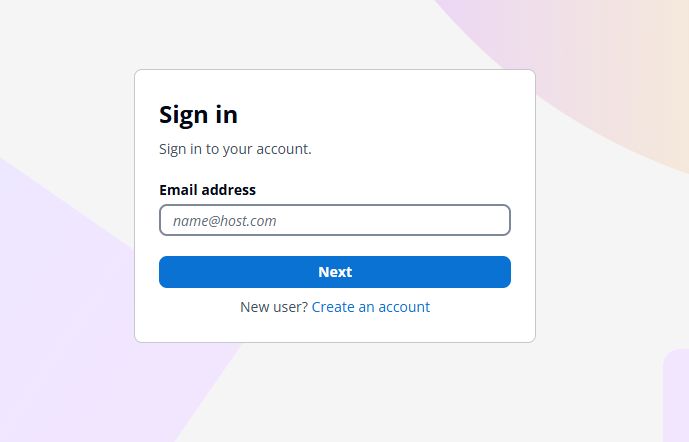 Sign in
Sign in to your account.
Email address
name@host.com
Next
New user? Create an account